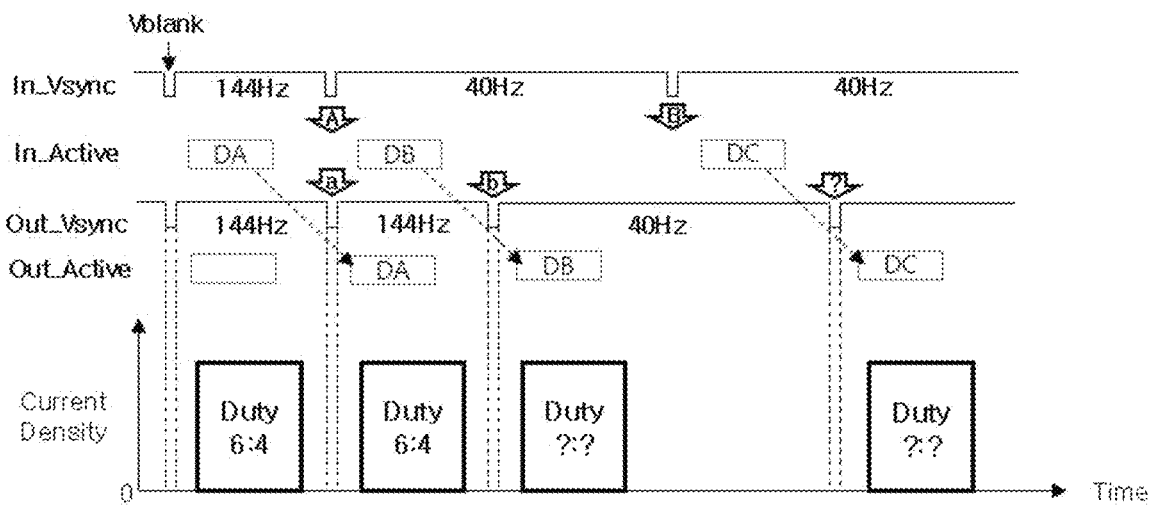 Vblank
In_Vsync 144Hz 40Hz 40Hz
A B
In_Active DA DB DC
a b ?
Out_Vsync 144Hz 144Hz 40Hz
Out_Active DA DB DC
Current Density
Duty 6:4
Duty 6:4
Duty ?:?
Duty ?:?
0
Time